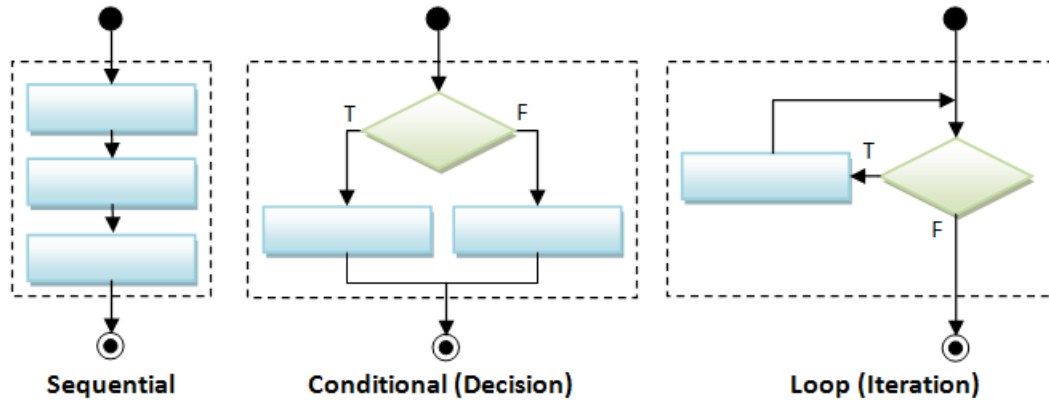 T
F
T
F
Sequential
Conditional (Decision)
Loop (Iteration)